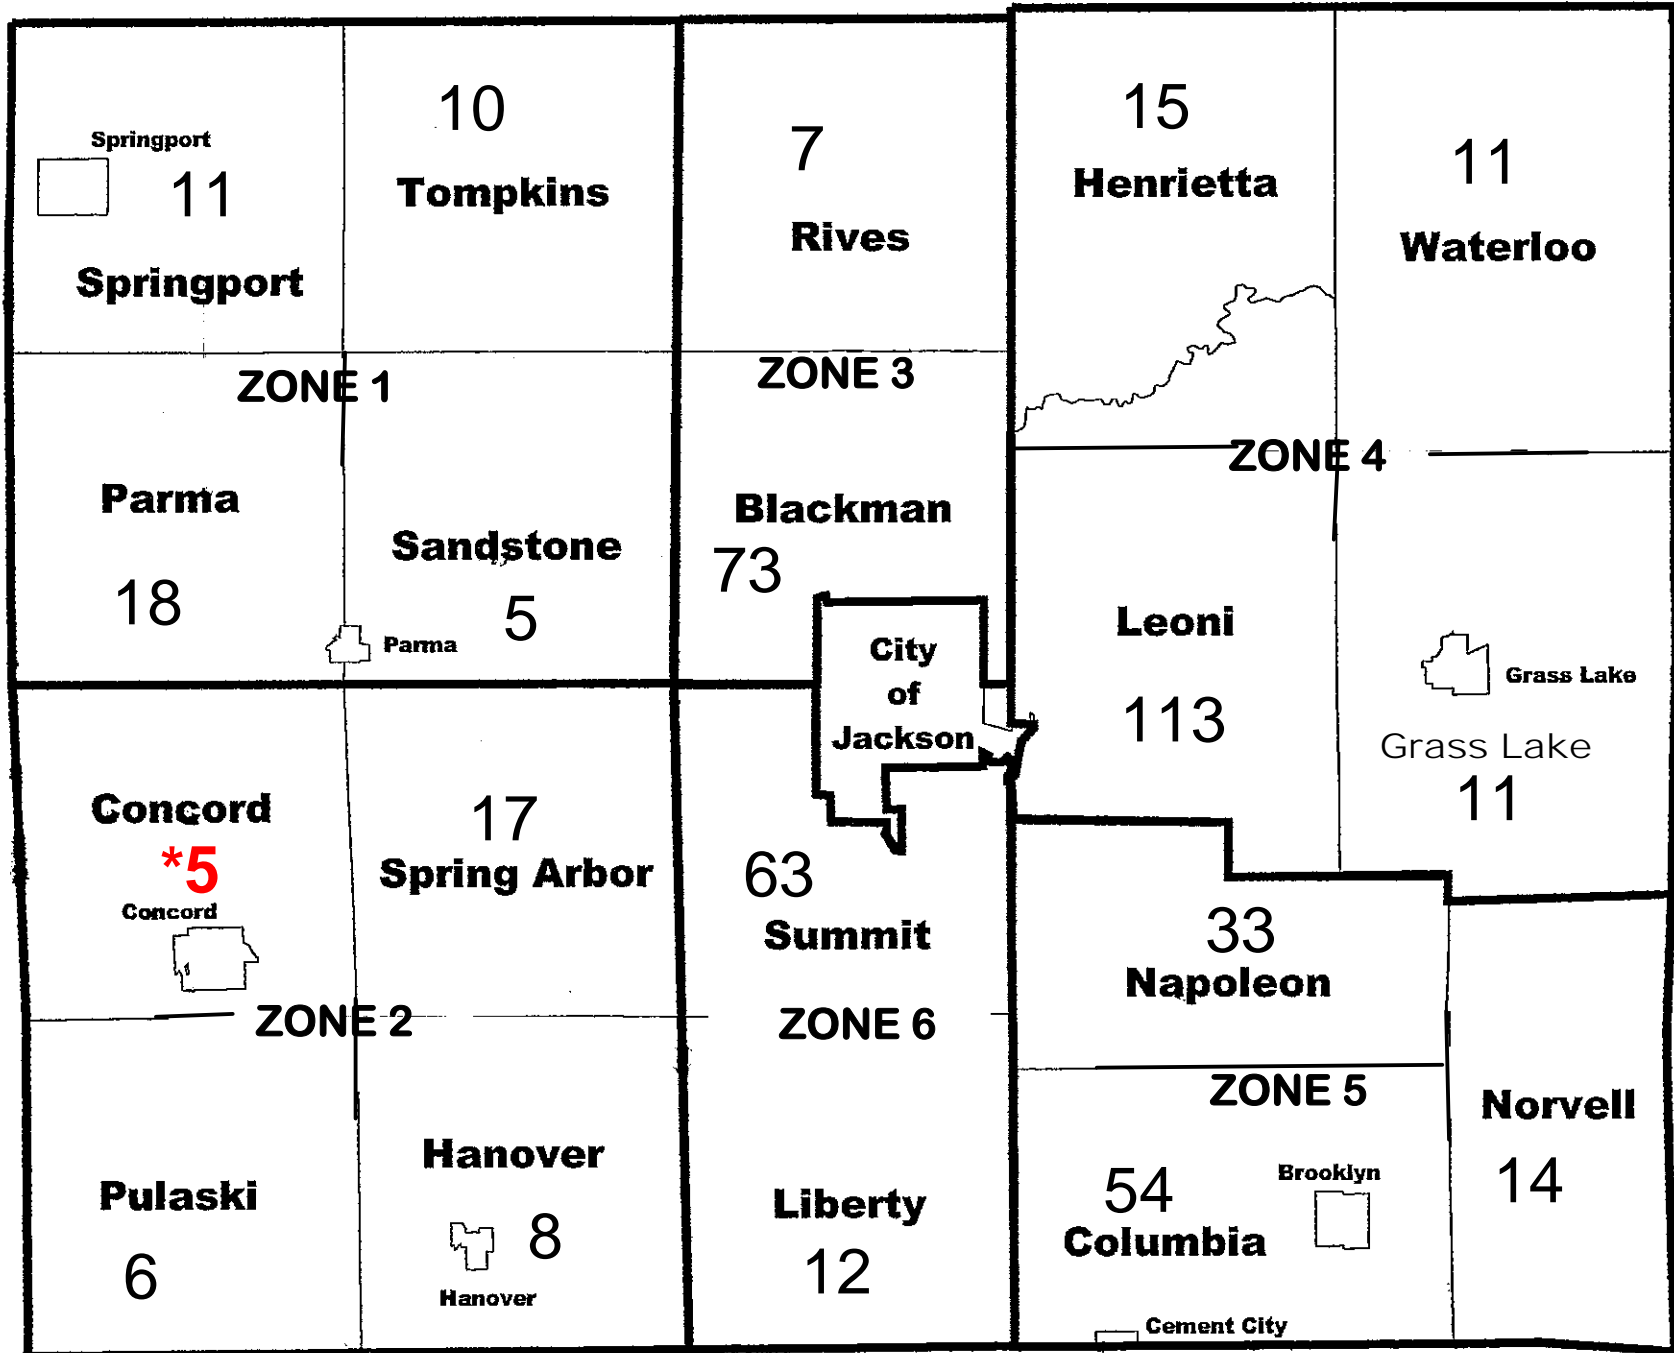 Springport
11
Springport
10
Tompkins
7
Rives
15
Henrietta
11
Waterloo
ZONE 1
ZONE 3
ZONE 4
Parma
18
Sandstone
5
Parma
Blackman
73
City
of
Jackson
Leoni
113
Grass Lake
Grass Lake
11
Concord
*5
Concord
17
Spring Arbor
63
Summit
33
Napoleon
ZONE 2
ZONE 6
ZONE 5
Norvell
14
Pulaski
6
Hanover
8
Hanover
Liberty
12
54
Columbia
Brooklyn
Cement City